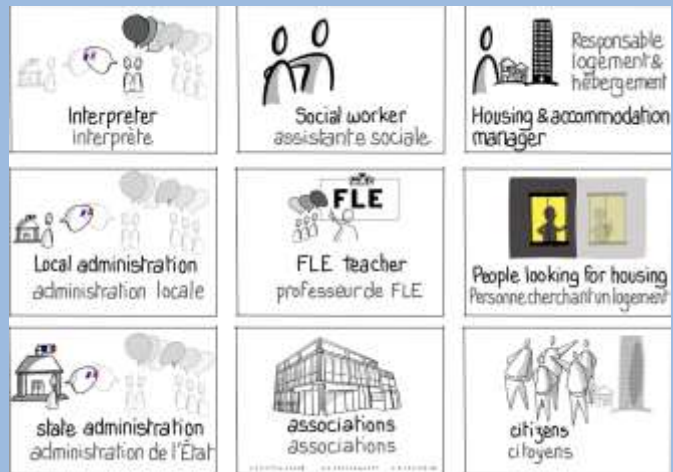 Interpreter
interprète
Social worker
assistante sociale
Responsable
logement &
hébergement
Housing & accommodation
manager
Local administration
administration locale
FLE
FLE teacher
professeur de FLE
People looking for housing
Personne cherchant un logement
state administration
administration de l'État
associations
associations
citizens
citoyens